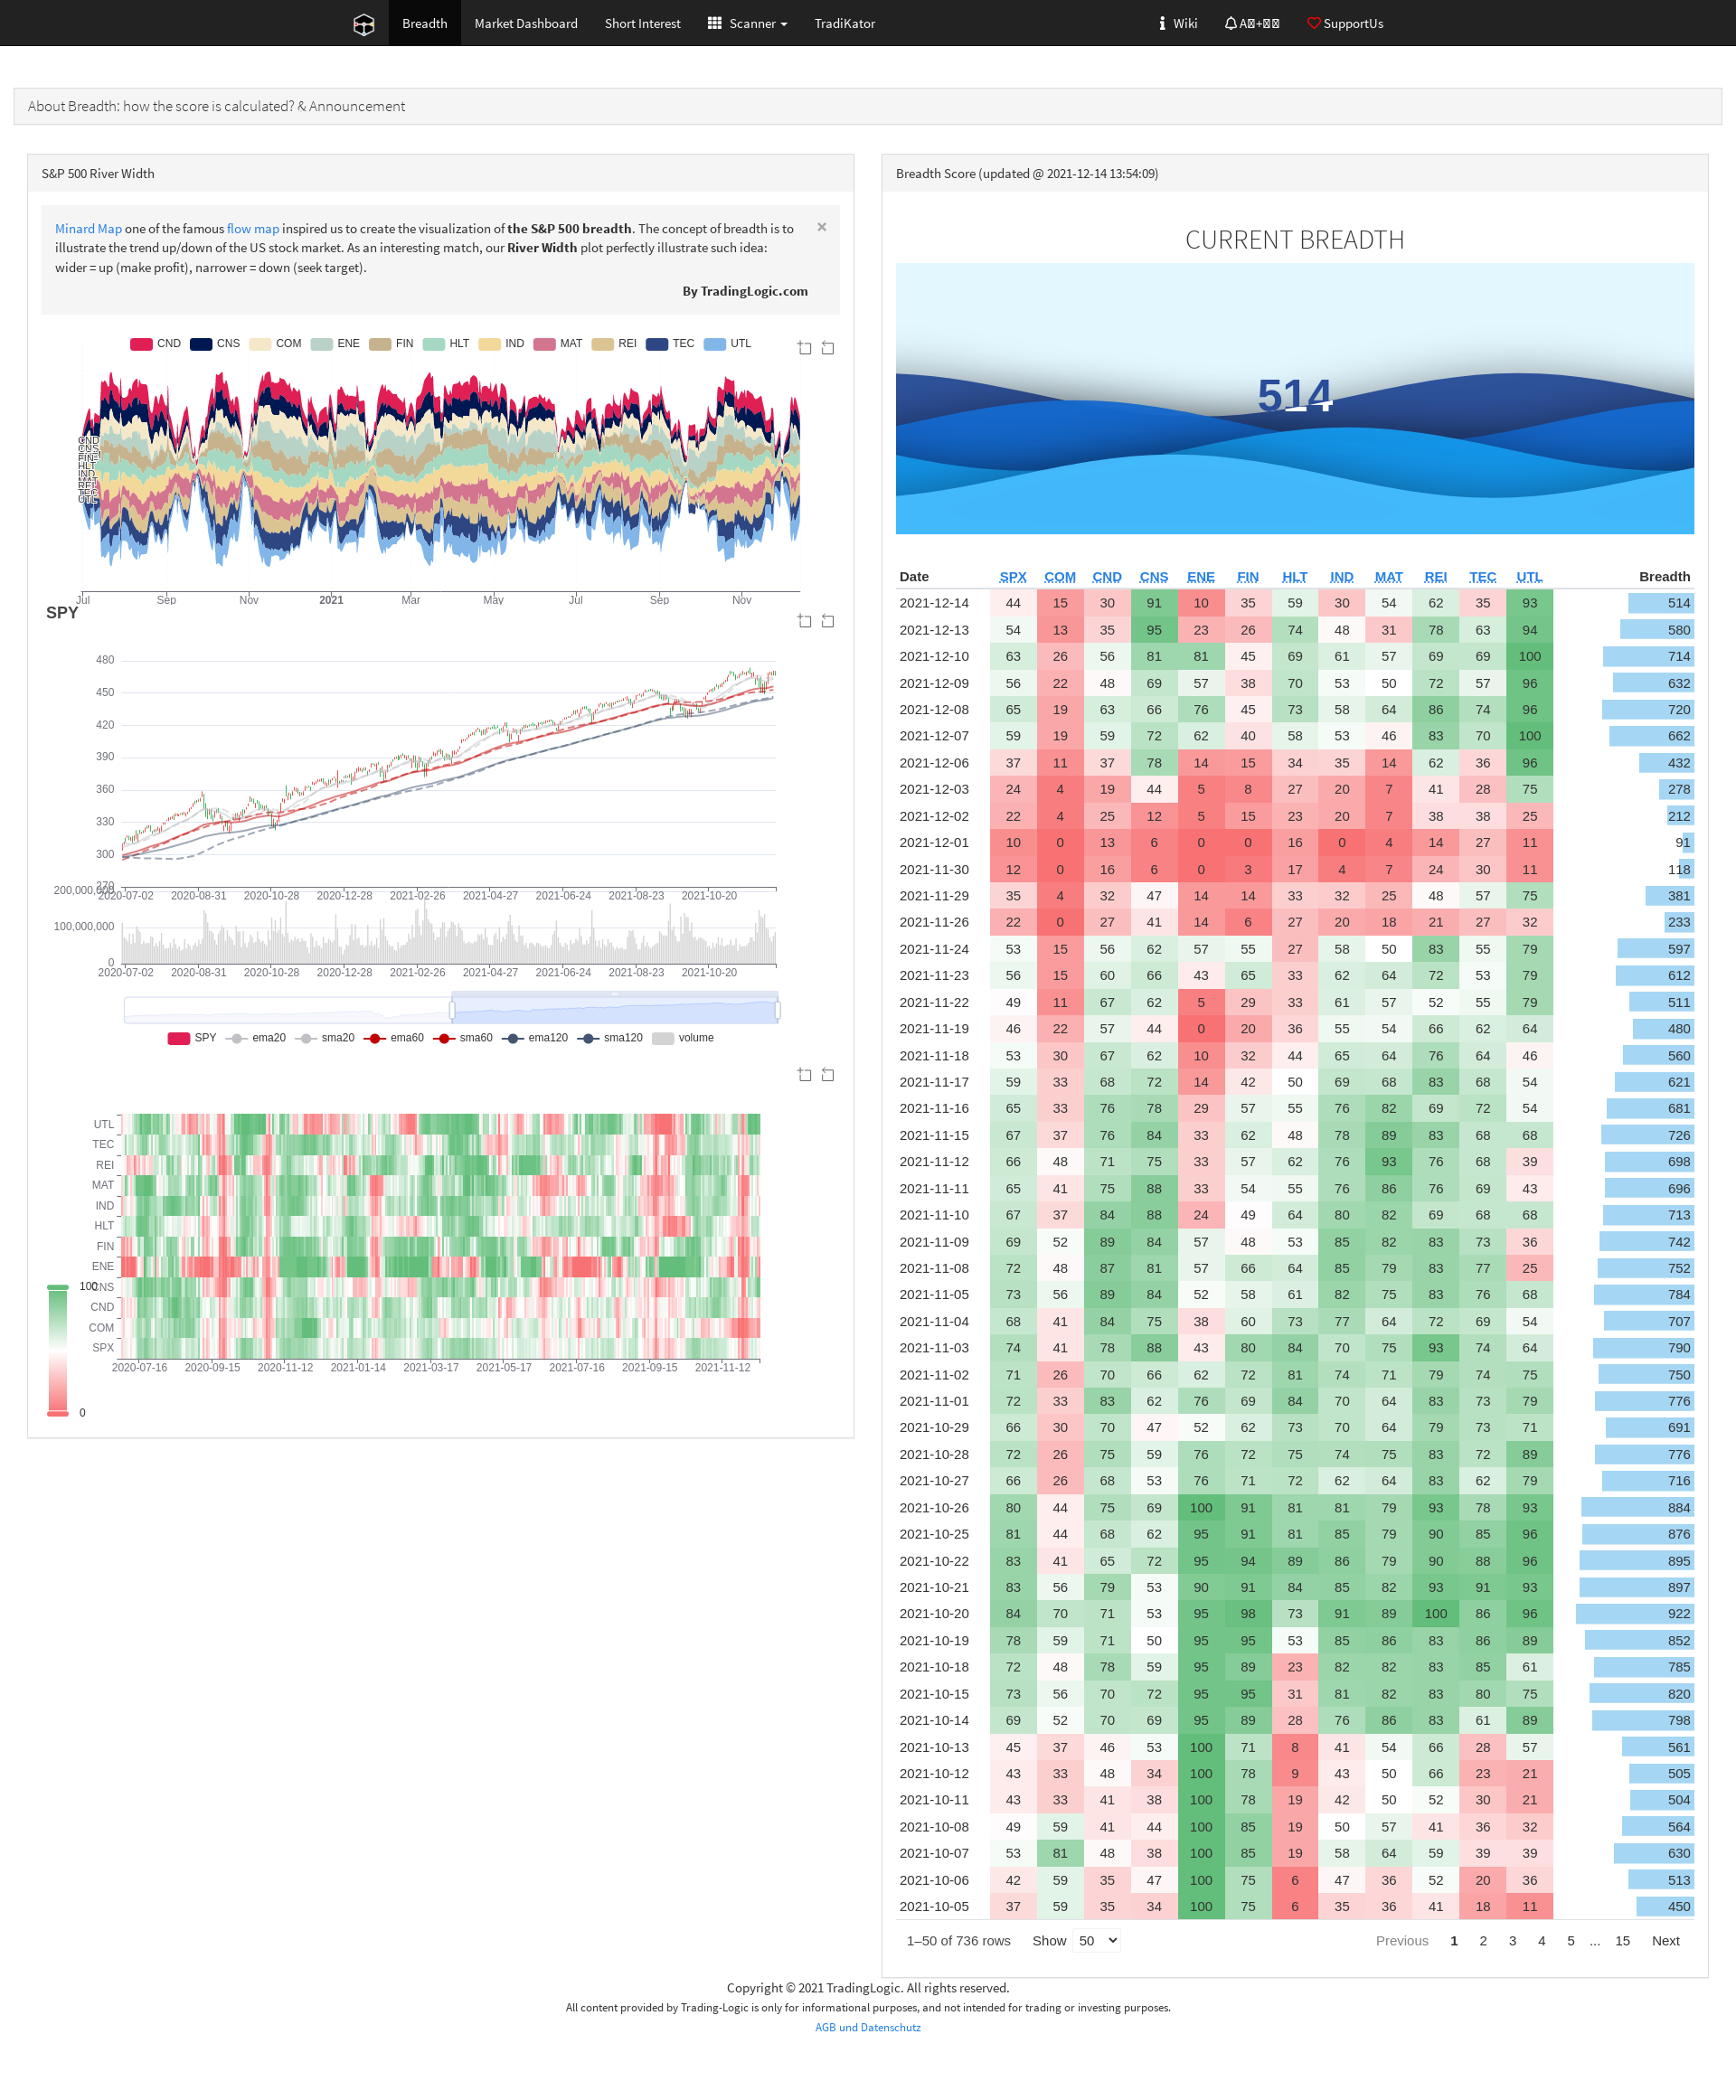 Breadth Market Dashboard Short Interest Scanner TradiKator Wiki SupportUs
About Breadth: how the score is calculated? & Announcement
S&P 500 River Width
Minard Map one of the famous flow map inspired us to create the visualization of the S&P 500 breadth. The concept of breadth is to
illustrate the trend up/down of the US stock market. As an interesting match, our River Width plot perfectly illustrate such idea:
wider = up (make profit), narrower = down (seek target).
×
By TradingLogic.com
CND CNS COM ENE FIN HLT IND MAT REI TEC UTL
Jul Sep Nov 2021 Mar May Jul Sep Nov
SPY
480
450
420
390
360
330
300
270
2020-07-02 2020-08-31 2020-10-28 2020-12-28 2021-02-26 2021-04-27 2021-06-24 2021-08-23 2021-10-20
200,000,000
100,000,000
0
2020-07-02 2020-08-31 2020-10-28 2020-12-28 2021-02-26 2021-04-27 2021-06-24 2021-08-23 2021-10-20
SPY ema20 sma20 ema60 sma60 ema120 sma120 volume
UTL
TEC
REI
MAT
IND
HLT
FIN
ENE
CNS
CND
COM
SPX
2020-07-16 2020-09-15 2020-11-12 2021-01-14 2021-03-17 2021-05-17 2021-07-16 2021-09-15 2021-11-12
100
0
Breadth Score (updated @ 2021-12-14 13:54:09)
CURRENT BREADTH
514
Date SPX COM CND CNS ENE FIN HLT IND MAT REI TEC UTL Breadth
2021-12-14 44 15 30 91 10 35 59 30 54 62 35 93 514
2021-12-13 54 13 35 95 23 26 74 48 31 78 63 94 580
2021-12-10 63 26 56 81 81 45 69 61 57 69 69 100 714
2021-12-09 56 22 48 69 57 38 70 53 50 72 57 96 632
2021-12-08 65 19 63 66 76 45 73 58 64 86 74 96 720
2021-12-07 59 19 59 72 62 40 58 53 46 83 70 100 662
2021-12-06 37 11 37 78 14 15 34 35 14 62 36 96 432
2021-12-03 24 4 19 44 5 8 27 20 7 41 28 75 278
2021-12-02 22 4 25 12 5 15 23 20 7 38 38 25 212
2021-12-01 10 0 13 6 0 0 16 0 4 14 27 11 91
2021-11-30 12 0 16 6 0 3 17 4 7 24 30 11 118
2021-11-29 35 4 32 47 14 14 33 32 25 48 57 75 381
2021-11-26 22 0 27 41 14 6 27 20 18 21 27 32 233
2021-11-24 53 15 56 62 57 55 27 58 50 83 55 79 597
2021-11-23 56 15 60 66 43 65 33 62 64 72 53 79 612
2021-11-22 49 11 67 62 5 29 33 61 57 52 55 79 511
2021-11-19 46 22 57 44 0 20 36 55 54 66 62 64 480
2021-11-18 53 30 67 62 10 32 44 65 64 76 64 46 560
2021-11-17 59 33 68 72 14 42 50 69 68 83 68 54 621
2021-11-16 65 33 76 78 29 57 55 76 82 69 72 54 681
2021-11-15 67 37 76 84 33 62 48 78 89 83 68 68 726
2021-11-12 66 48 71 75 33 57 62 76 93 76 68 39 698
2021-11-11 65 41 75 88 33 54 55 76 86 76 69 43 696
2021-11-10 67 37 84 88 24 49 64 80 82 69 68 68 713
2021-11-09 69 52 89 84 57 48 53 85 82 83 73 36 742
2021-11-08 72 48 87 81 57 66 64 85 79 83 77 25 752
2021-11-05 73 56 89 84 52 58 61 82 75 83 76 68 784
2021-11-04 68 41 84 75 38 60 73 77 64 72 69 54 707
2021-11-03 74 41 78 88 43 80 84 70 75 93 74 64 790
2021-11-02 71 26 70 66 62 72 81 74 71 79 74 75 750
2021-11-01 72 33 83 62 76 69 84 70 64 83 73 79 776
2021-10-29 66 30 70 47 52 62 73 70 64 79 73 71 691
2021-10-28 72 26 75 59 76 72 75 74 75 83 72 89 776
2021-10-27 66 26 68 53 76 71 72 62 64 83 62 79 716
2021-10-26 80 44 75 69 100 91 81 81 79 93 78 93 884
2021-10-25 81 44 68 62 95 91 81 85 79 90 85 96 876
2021-10-22 83 41 65 72 95 94 89 86 79 90 88 96 895
2021-10-21 83 56 79 53 90 91 84 85 82 93 91 93 897
2021-10-20 84 70 71 53 95 98 73 91 89 100 86 96 922
2021-10-19 78 59 71 50 95 95 53 85 86 83 86 89 852
2021-10-18 72 48 78 59 95 89 23 82 82 83 85 61 785
2021-10-15 73 56 70 72 95 95 31 81 82 83 80 75 820
2021-10-14 69 52 70 69 95 89 28 76 86 83 61 89 798
2021-10-13 45 37 46 53 100 71 8 41 54 66 28 57 561
2021-10-12 43 33 48 34 100 78 9 43 50 66 23 21 505
2021-10-11 43 33 41 38 100 78 19 42 50 52 30 21 504
2021-10-08 49 59 41 44 100 85 19 50 57 41 36 32 564
2021-10-07 53 81 48 38 100 85 19 58 64 59 39 39 630
2021-10-06 42 59 35 47 100 75 6 47 36 52 20 36 513
2021-10-05 37 59 35 34 100 75 6 35 36 41 18 11 450
1–50 of 736 rows Show 50 Previous 1 2 3 4 5 ... 15 Next
Copyright © 2021 TradingLogic. All rights reserved.
All content provided by Trading-Logic is only for informational purposes, and not intended for trading or investing purposes.
AGB und Datenschutz